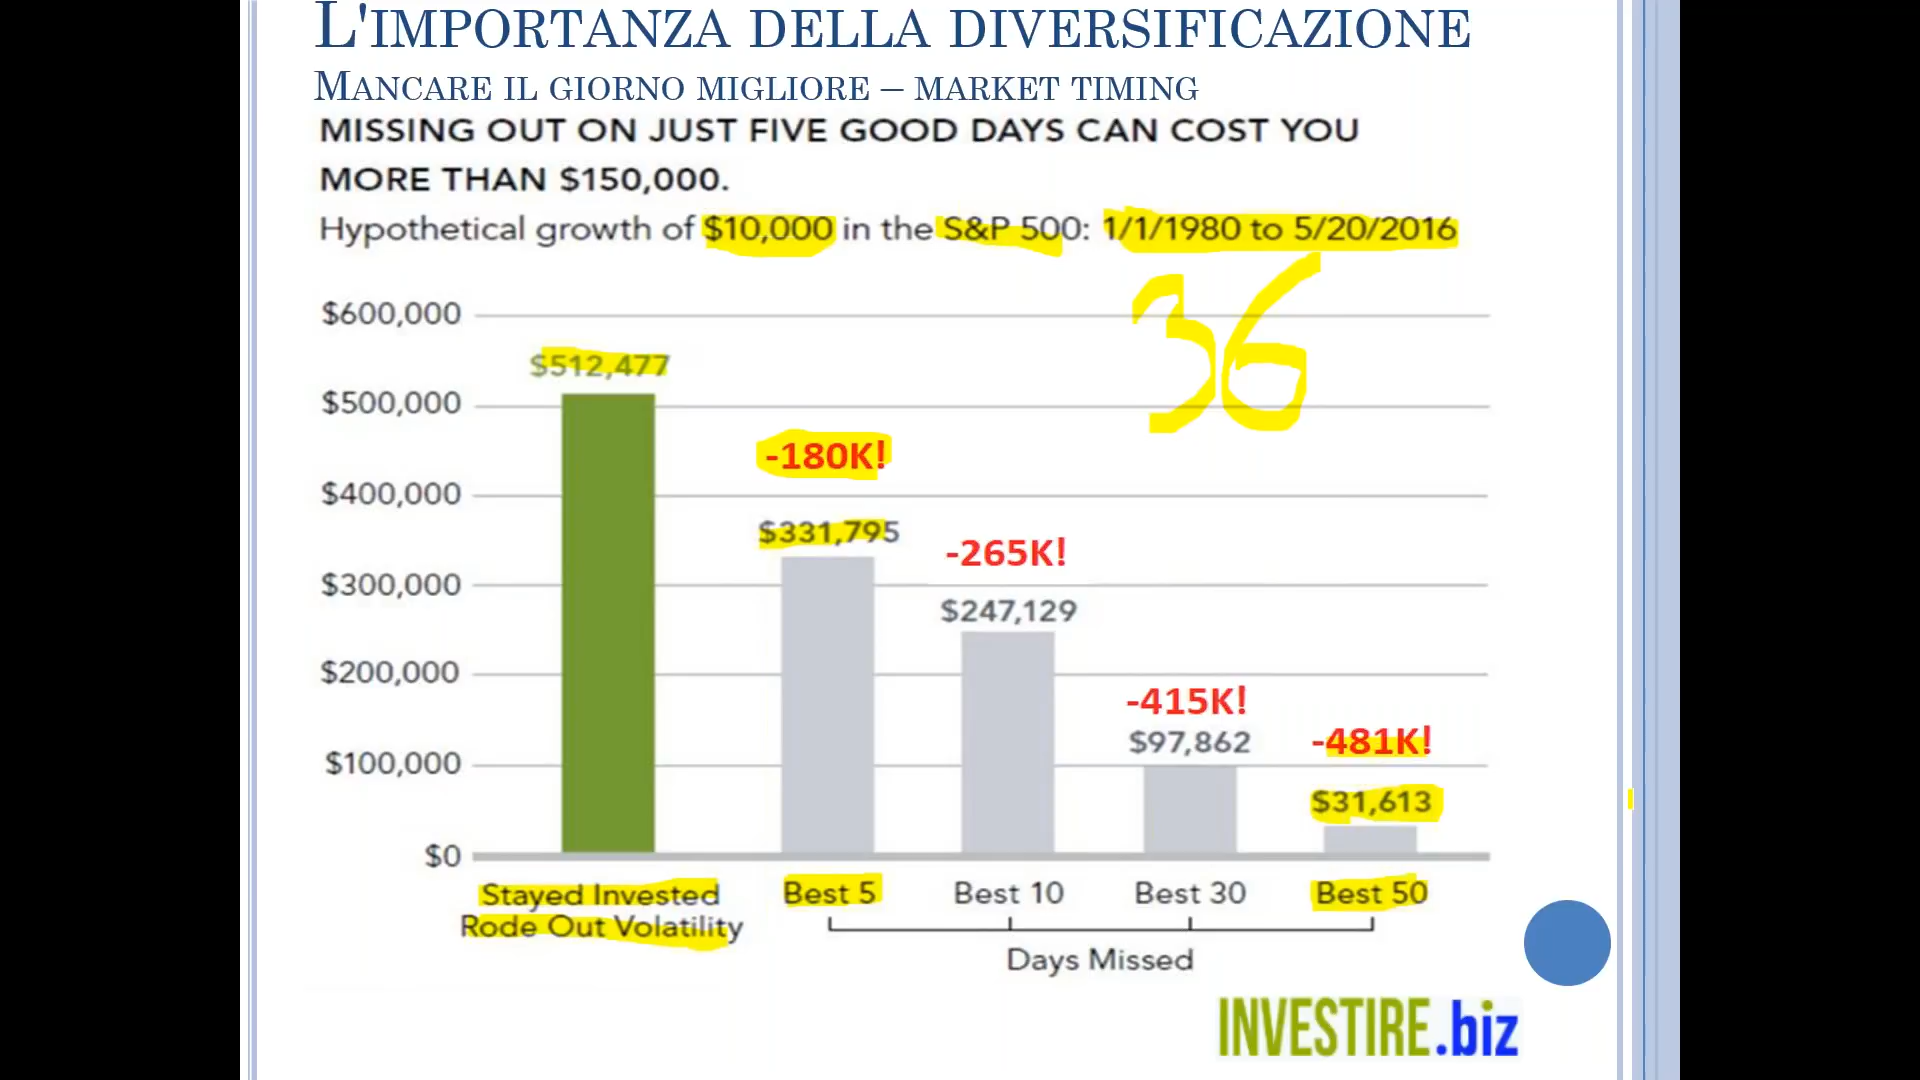 L'IMPORTANZA DELLA DIVERSIFICAZIONE
MANCARE IL GIORNO MIGLIORE – MARKET TIMING
MISSING OUT ON JUST FIVE GOOD DAYS CAN COST YOU
MORE THAN $150,000.
Hypothetical growth of $10,000 in the S&P 500: 1/1/1980 to 5/20/2016
36
$600,000
$512,477
$500,000
-180K!
$400,000
$331,795
-265K!
$300,000
$247,129
$200,000
-415K!
$97,862
-481K!
$100,000
$31,613
$0
Stayed Invested
Rode Out Volatility
Best 5
Best 10
Best 30
Best 50
Days Missed
INVESTIRE.biz